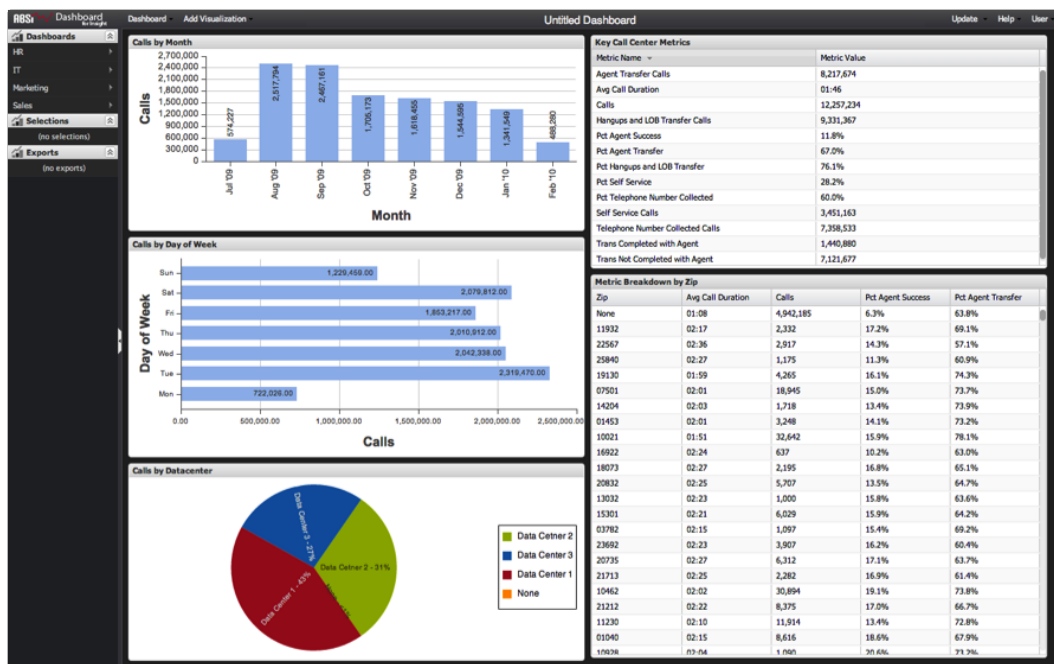 Dashboard
for Insight
Dashboard
Add Visualization
Untitled Dashboard
Update
Help
User
Dashboards
HR
IT
Marketing
Sales
Selections
(no selections)
Exports
(no exports)
Calls by Month
Calls
2,700,000
2,400,000
2,100,000
1,800,000
1,500,000
1,200,000
900,000
600,000
300,000
0
574,227
2,517,794
2,467,161
1,705,173
1,618,455
1,544,595
1,341,549
488,280
Jul '09
Aug '09
Sep '09
Oct '09
Nov '09
Dec '09
Jan '10
Feb '10
Month
Calls by Day of Week
Day of Week
Sun 1,229,459.00
Sat 2,079,812.00
Fri 1,853,217.00
Thu 2,010,912.00
Wed 2,042,338.00
Tue 2,319,470.00
Mon 722,026.00
0.00 500,000.00 1,000,000.00 1,500,000.00 2,000,000.00 2,500,000.00
Calls
Calls by Datacenter
Data Center 3 - 27%
Data Cetner 2 - 31%
Data Center 1 - 43%
Data Cetner 2
Data Center 3
Data Center 1
None
Key Call Center Metrics
Metric Name Metric Value
Agent Transfer Calls 8,217,674
Avg Call Duration 01:46
Calls 12,257,234
Hangups and LOB Transfer Calls 9,331,367
Pct Agent Success 11.8%
Pct Agent Transfer 67.0%
Pct Hangups and LOB Transfer 76.1%
Pct Self Service 28.2%
Pct Telephone Number Collected 60.0%
Self Service Calls 3,451,163
Telephone Number Collected Calls 7,358,533
Trans Completed with Agent 1,440,880
Trans Not Completed with Agent 7,121,677
Metric Breakdown by Zip
Zip Avg Call Duration Calls Pct Agent Success Pct Agent Transfer
None 01:08 4,942,185 6.3% 63.8%
11932 02:17 2,332 17.2% 69.1%
22567 02:36 2,917 14.3% 57.1%
25840 02:27 1,175 11.3% 60.9%
19130 01:59 4,265 16.1% 74.3%
07501 02:01 18,945 15.0% 73.7%
14204 02:03 1,718 13.4% 73.9%
01453 02:01 3,248 14.1% 73.2%
10021 01:51 32,642 15.9% 78.1%
16922 02:24 637 10.2% 63.0%
18073 02:27 2,195 16.8% 65.1%
20832 02:25 5,707 13.5% 64.7%
13032 02:23 1,000 15.8% 63.6%
15301 02:21 6,029 15.9% 64.2%
03782 02:15 1,097 15.4% 69.2%
23692 02:23 3,907 16.2% 60.4%
20735 02:27 6,312 17.1% 63.7%
21713 02:25 2,282 16.9% 61.4%
10462 02:02 30,894 19.1% 73.8%
21212 02:22 8,375 17.0% 66.7%
11230 02:10 11,914 13.4% 72.8%
01040 02:15 8,616 18.6% 67.9%
10928 02:04 1,090 20.6% 73.2%